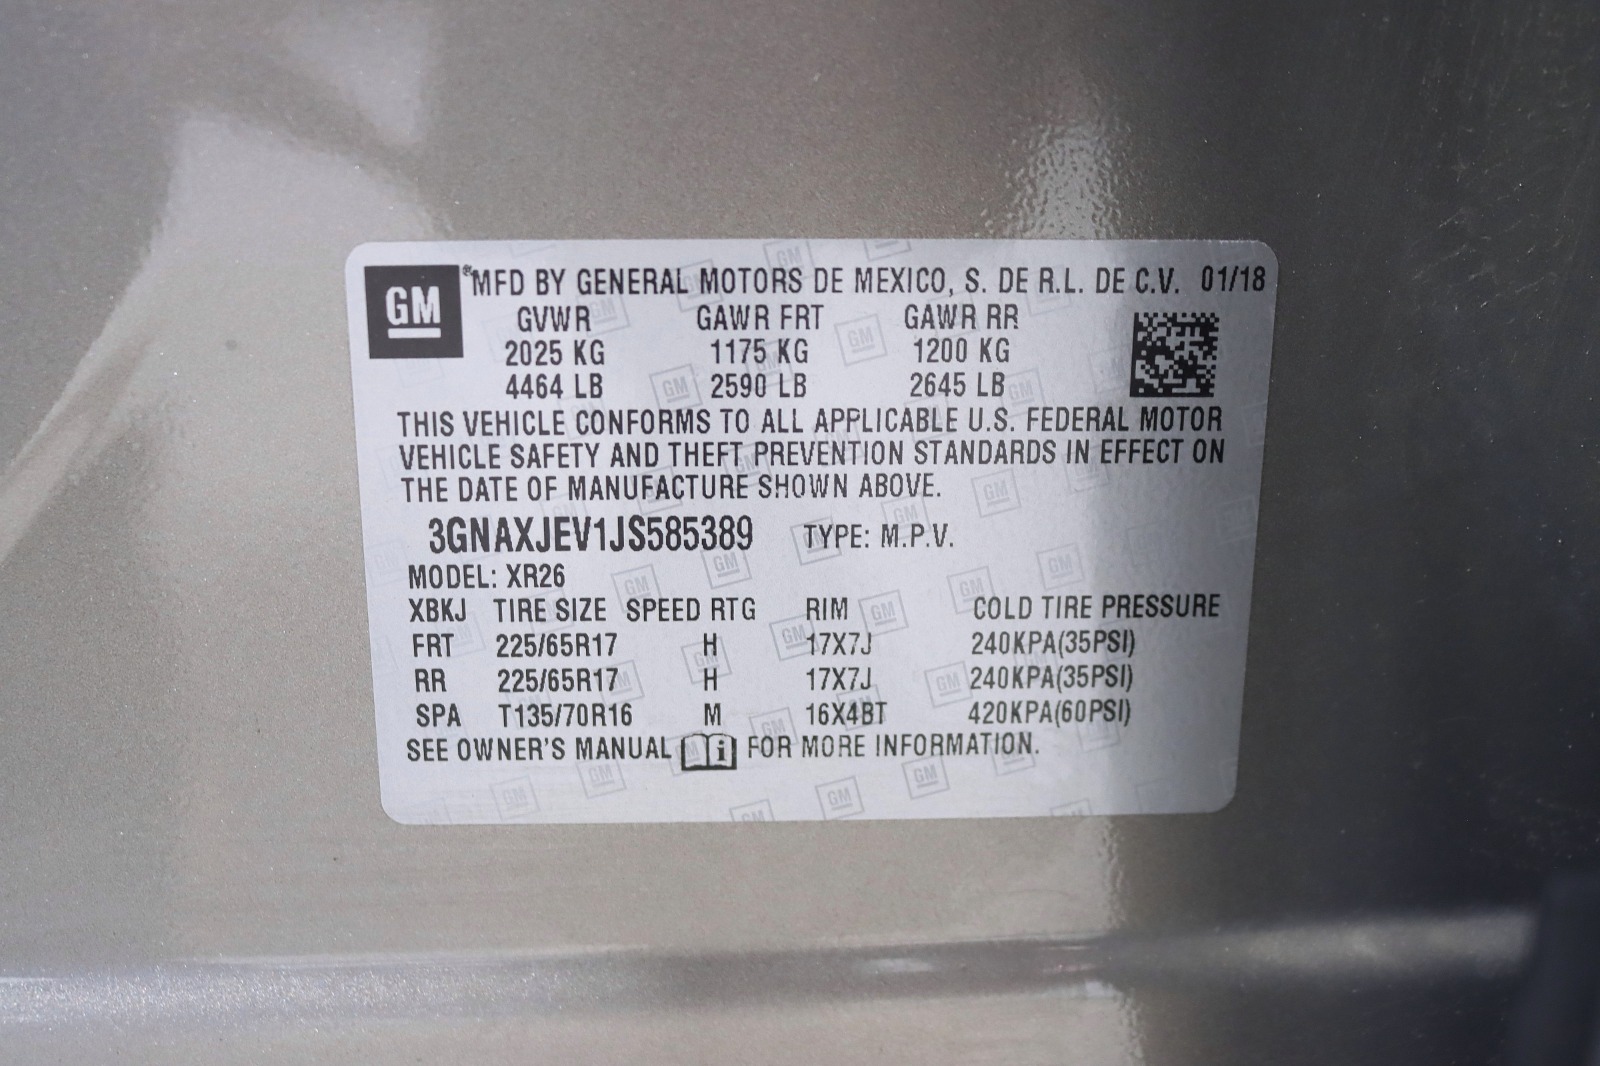 GM ® MFD BY GENERAL MOTORS DE MEXICO, S. DE R.L. DE C.V. 01/18
GVWR GAWR FRT GAWR RR
2025 KG 1175 KG 1200 KG
4464 LB 2590 LB 2645 LB
THIS VEHICLE CONFORMS TO ALL APPLICABLE U.S. FEDERAL MOTOR
VEHICLE SAFETY AND THEFT PREVENTION STANDARDS IN EFFECT ON
THE DATE OF MANUFACTURE SHOWN ABOVE.
3GNAXJEV1JS585389 TYPE: M.P.V.
MODEL: XR26
XBKJ TIRE SIZE SPEED RTG RIM COLD TIRE PRESSURE
FRT 225/65R17 H 17X7J 240KPA(35PSI)
RR 225/65R17 H 17X7J 240KPA(35PSI)
SPA T135/70R16 M 16X4BT 420KPA(60PSI)
SEE OWNER'S MANUAL i FOR MORE INFORMATION.